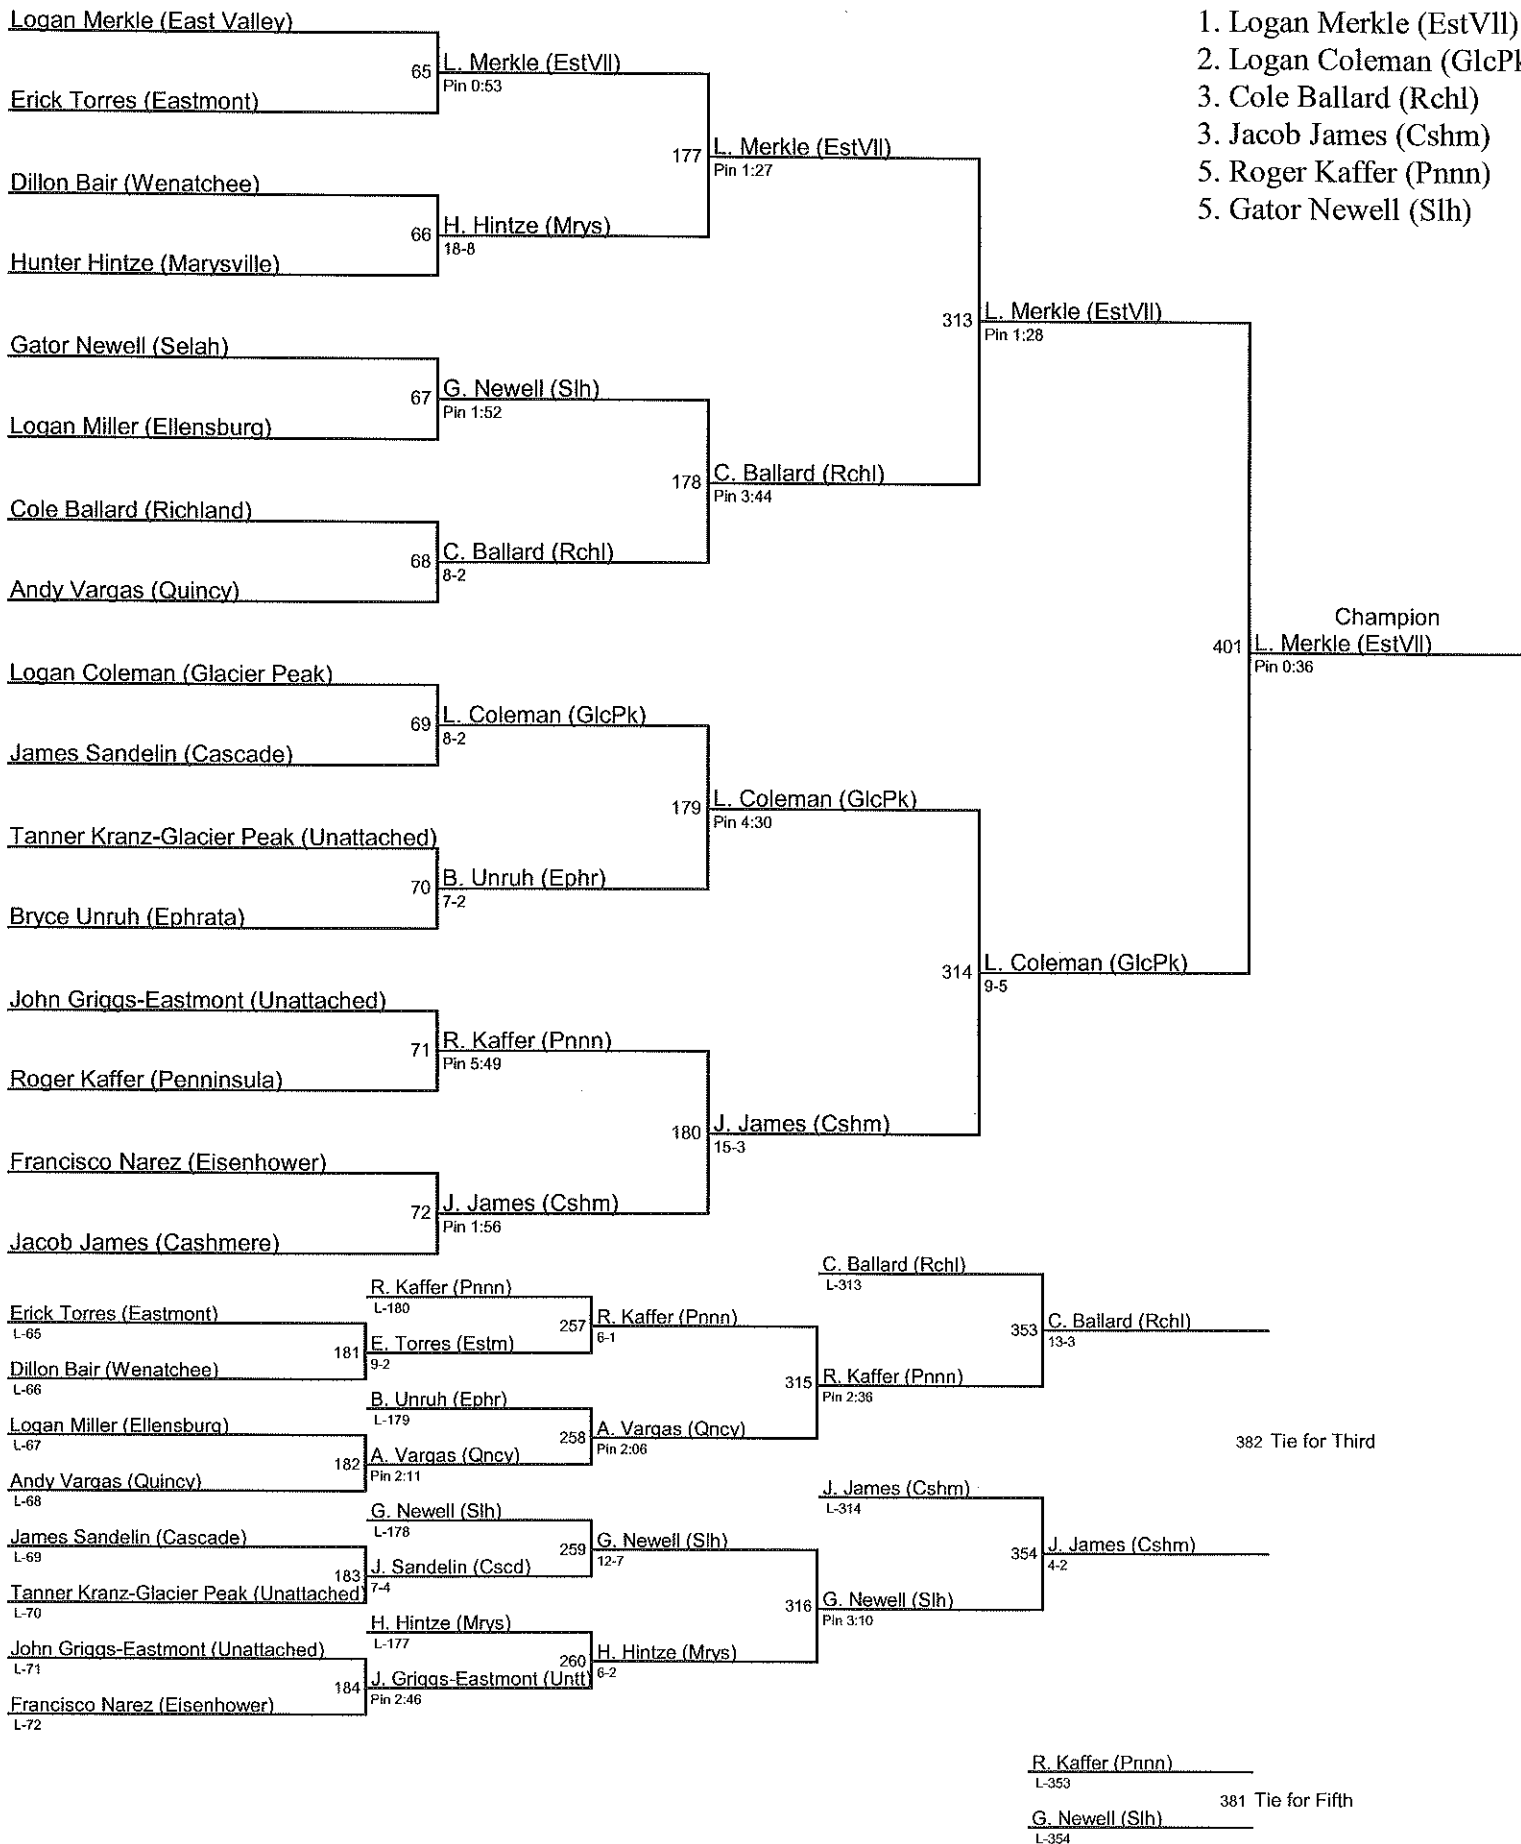 1. Logan Merkle (EstVll)
2. Logan Coleman (GlcPk
3. Cole Ballard (Rchl)
3. Jacob James (Cshm)
5. Roger Kaffer (Pnnn)
5. Gator Newell (Slh)
Logan Merkle (East Valley)
65
L. Merkle (EstVll)
Pin 0:53
Erick Torres (Eastmont)
177
L. Merkle (EstVll)
Pin 1:27
Dillon Bair (Wenatchee)
66
H. Hintze (Mrys)
18-8
Hunter Hintze (Marysville)
313
L. Merkle (EstVll)
Pin 1:28
Gator Newell (Selah)
67
G. Newell (Slh)
Pin 1:52
Logan Miller (Ellensburg)
178
C. Ballard (Rchl)
Pin 3:44
Cole Ballard (Richland)
68
C. Ballard (Rchl)
8-2
Andy Vargas (Quincy)
Champion
401
L. Merkle (EstVll)
Pin 0:36
Logan Coleman (Glacier Peak)
69
L. Coleman (GlcPk)
8-2
James Sandelin (Cascade)
179
L. Coleman (GlcPk)
Pin 4:30
Tanner Kranz-Glacier Peak (Unattached)
70
B. Unruh (Ephr)
7-2
Bryce Unruh (Ephrata)
314
L. Coleman (GlcPk)
9-5
John Griggs-Eastmont (Unattached)
71
R. Kaffer (Pnnn)
Pin 5:49
Roger Kaffer (Penninsula)
180
J. James (Cshm)
15-3
Francisco Narez (Eisenhower)
72
J. James (Cshm)
Pin 1:56
Jacob James (Cashmere)
C. Ballard (Rchl)
L-313
R. Kaffer (Pnnn)
L-180
Erick Torres (Eastmont)
L-65
257
R. Kaffer (Pnnn)
6-1
353
C. Ballard (Rchl)
13-3
181
E. Torres (Estm)
9-2
Dillon Bair (Wenatchee)
L-66
315
R. Kaffer (Pnnn)
Pin 2:36
B. Unruh (Ephr)
L-179
Logan Miller (Ellensburg)
L-67
258
A. Vargas (Qncy)
Pin 2:06
382 Tie for Third
182
A. Vargas (Qncy)
Pin 2:11
Andy Vargas (Quincy)
L-68
J. James (Cshm)
L-314
G. Newell (Slh)
L-178
James Sandelin (Cascade)
L-69
259
G. Newell (Slh)
12-7
354
J. James (Cshm)
4-2
183
J. Sandelin (Cscd)
7-4
Tanner Kranz-Glacier Peak (Unattached)
L-70
316
G. Newell (Slh)
Pin 3:10
H. Hintze (Mrys)
L-177
John Griggs-Eastmont (Unattached)
L-71
260
H. Hintze (Mrys)
6-2
184
J. Griggs-Eastmont (Untt)
Pin 2:46
Francisco Narez (Eisenhower)
L-72
R. Kaffer (Pnnn)
L-353
381 Tie for Fifth
G. Newell (Slh)
L-354